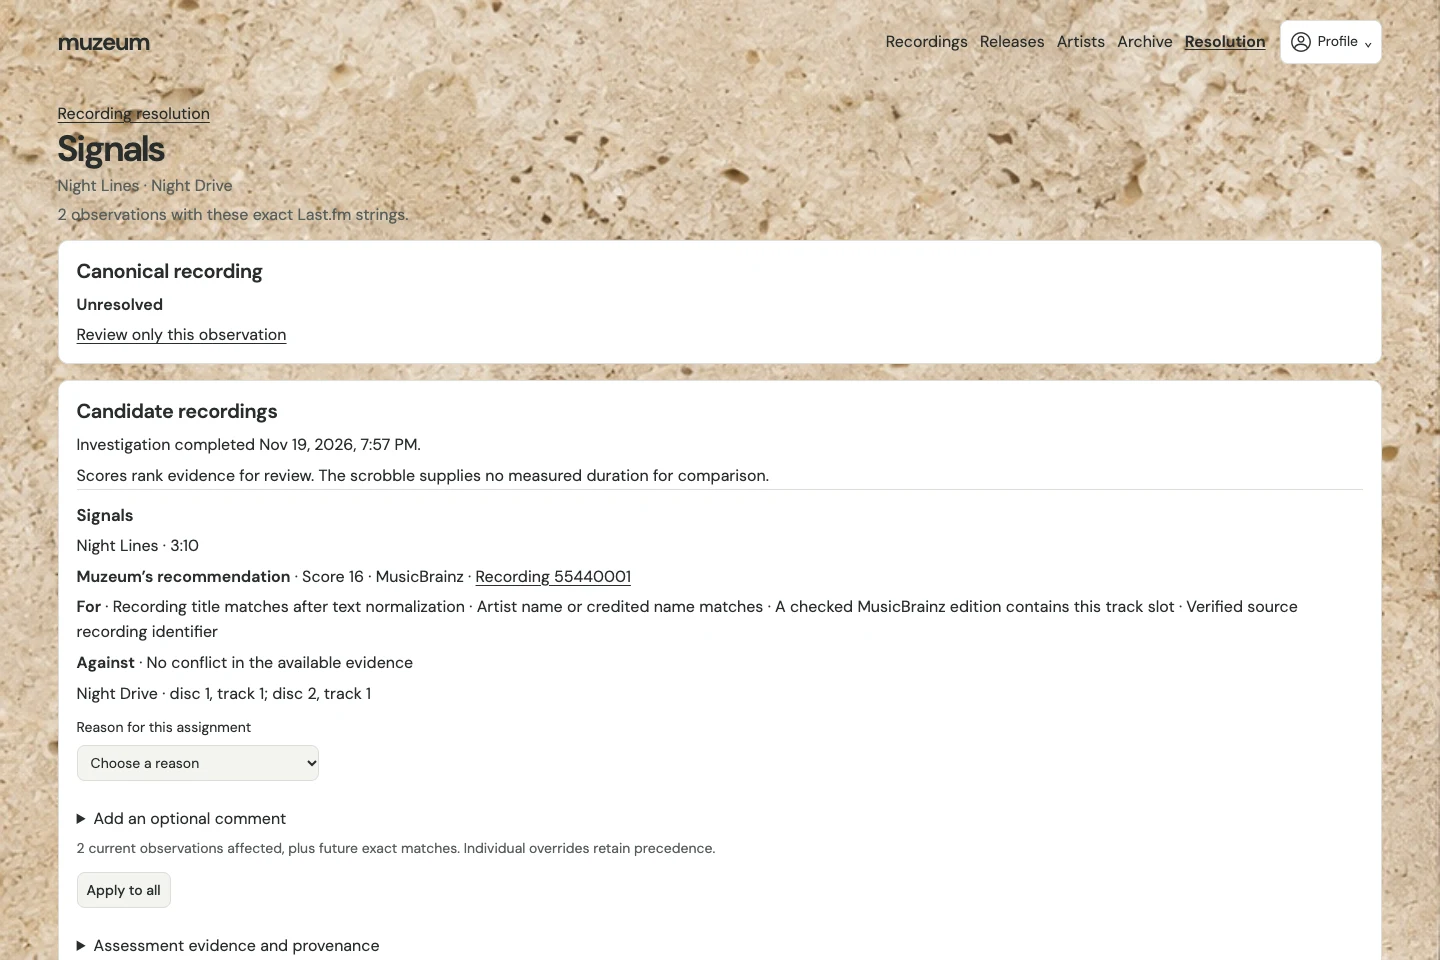 muzeum
Recordings Releases Artists Archive Resolution Profile
Recording resolution
Signals
Night Lines · Night Drive
2 observations with these exact Last.fm strings.
Canonical recording
Unresolved
Review only this observation
Candidate recordings
Investigation completed Nov 19, 2026, 7:57 PM.
Scores rank evidence for review. The scrobble supplies no measured duration for comparison.
Signals
Night Lines · 3:10
Muzeum’s recommendation · Score 16 · MusicBrainz · Recording 55440001
For · Recording title matches after text normalization · Artist name or credited name matches · A checked MusicBrainz edition contains this track slot · Verified source
recording identifier
Against · No conflict in the available evidence
Night Drive · disc 1, track 1; disc 2, track 1
Reason for this assignment
Choose a reason
Add an optional comment
2 current observations affected, plus future exact matches. Individual overrides retain precedence.
Apply to all
Assessment evidence and provenance